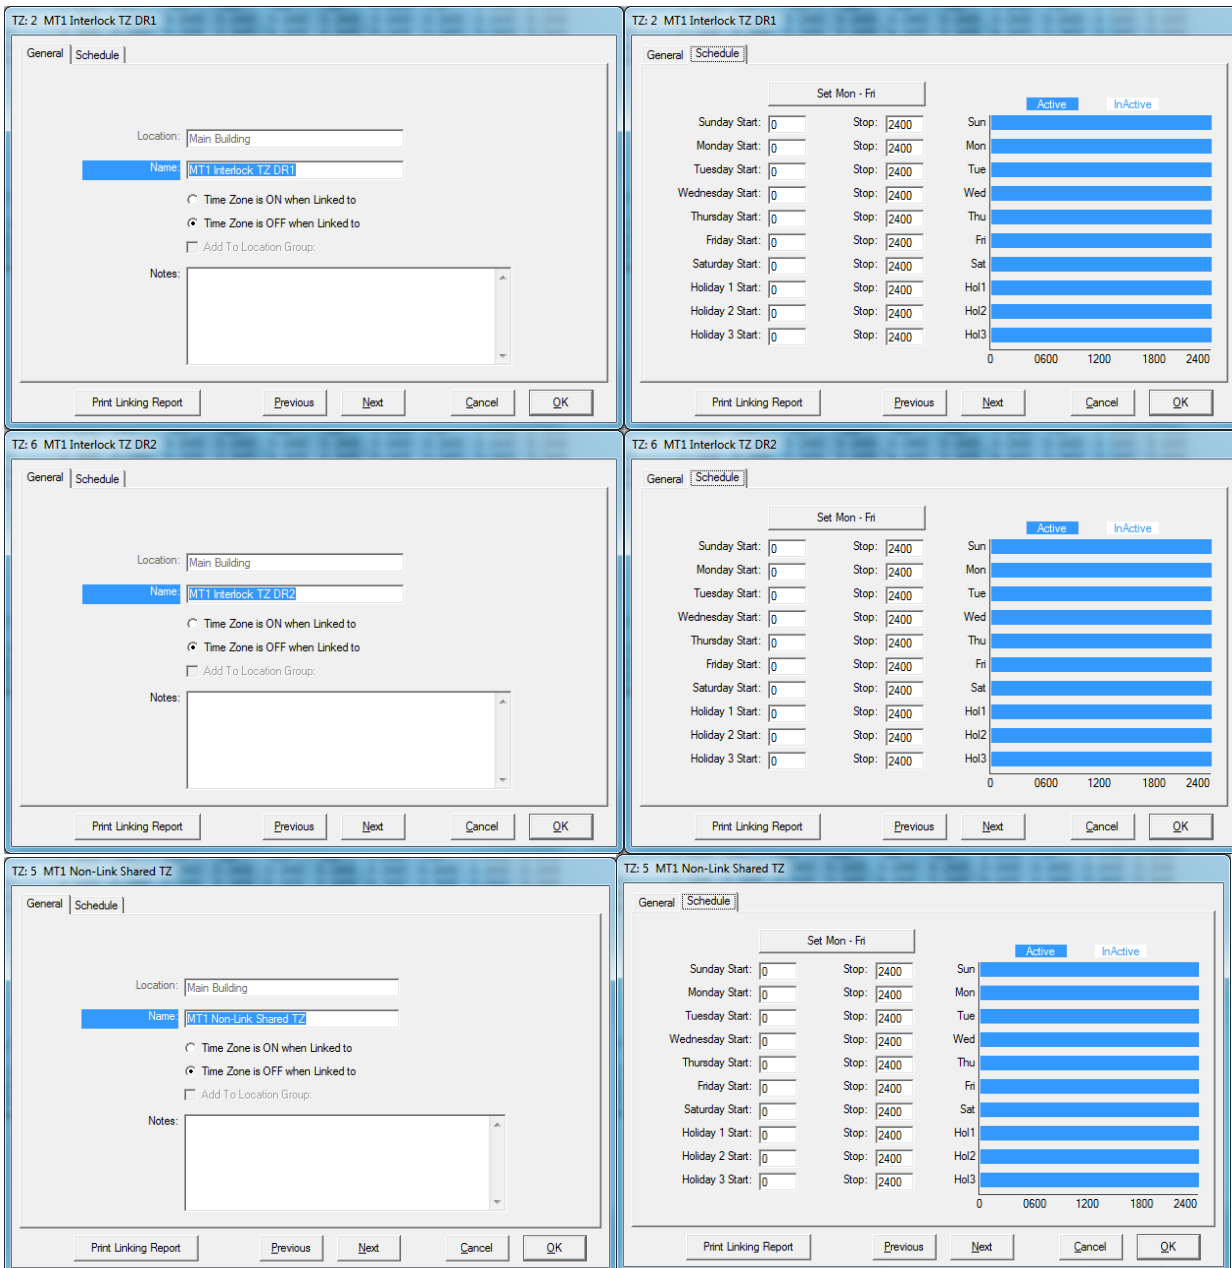 TZ: 2  MT1 Interlock TZ DR1
General Schedule
Location: Main Building
Name: MT1 Interlock TZ DR1
Time Zone is ON when Linked to
Time Zone is OFF when Linked to
Add To Location Group:
Notes:
Print Linking Report Previous Next Cancel OK
TZ: 2  MT1 Interlock TZ DR1
General Schedule
Set Mon - Fri
Active InActive
Sunday Start: 0 Stop: 2400 Sun
Monday Start: 0 Stop: 2400 Mon
Tuesday Start: 0 Stop: 2400 Tue
Wednesday Start: 0 Stop: 2400 Wed
Thursday Start: 0 Stop: 2400 Thu
Friday Start: 0 Stop: 2400 Fri
Saturday Start: 0 Stop: 2400 Sat
Holiday 1 Start: 0 Stop: 2400 Hol1
Holiday 2 Start: 0 Stop: 2400 Hol2
Holiday 3 Start: 0 Stop: 2400 Hol3
0 0600 1200 1800 2400
Print Linking Report Previous Next Cancel OK
TZ: 6  MT1 Interlock TZ DR2
General Schedule
Location: Main Building
Name: MT1 Interlock TZ DR2
Time Zone is ON when Linked to
Time Zone is OFF when Linked to
Add To Location Group:
Notes:
Print Linking Report Previous Next Cancel OK
TZ: 6  MT1 Interlock TZ DR2
General Schedule
Set Mon - Fri
Active InActive
Sunday Start: 0 Stop: 2400 Sun
Monday Start: 0 Stop: 2400 Mon
Tuesday Start: 0 Stop: 2400 Tue
Wednesday Start: 0 Stop: 2400 Wed
Thursday Start: 0 Stop: 2400 Thu
Friday Start: 0 Stop: 2400 Fri
Saturday Start: 0 Stop: 2400 Sat
Holiday 1 Start: 0 Stop: 2400 Hol1
Holiday 2 Start: 0 Stop: 2400 Hol2
Holiday 3 Start: 0 Stop: 2400 Hol3
0 0600 1200 1800 2400
Print Linking Report Previous Next Cancel OK
TZ: 5  MT1 Non-Link Shared TZ
General Schedule
Location: Main Building
Name: MT1 Non-Link Shared TZ
Time Zone is ON when Linked to
Time Zone is OFF when Linked to
Add To Location Group:
Notes:
Print Linking Report Previous Next Cancel OK
TZ: 5  MT1 Non-Link Shared TZ
General Schedule
Set Mon - Fri
Active InActive
Sunday Start: 0 Stop: 2400 Sun
Monday Start: 0 Stop: 2400 Mon
Tuesday Start: 0 Stop: 2400 Tue
Wednesday Start: 0 Stop: 2400 Wed
Thursday Start: 0 Stop: 2400 Thu
Friday Start: 0 Stop: 2400 Fri
Saturday Start: 0 Stop: 2400 Sat
Holiday 1 Start: 0 Stop: 2400 Hol1
Holiday 2 Start: 0 Stop: 2400 Hol2
Holiday 3 Start: 0 Stop: 2400 Hol3
0 0600 1200 1800 2400
Print Linking Report Previous Next Cancel OK